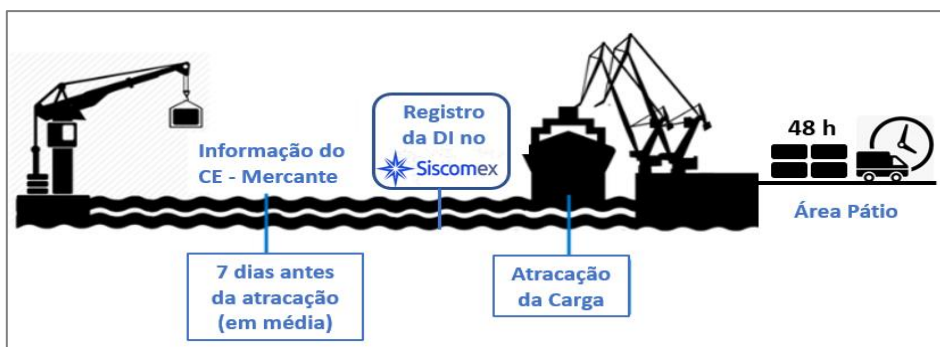 Informação do
CE - Mercante
7 dias antes
da atracação
(em média)
Registro
da DI no
Siscomex
Atracação
da Carga
48 h
Área Pátio